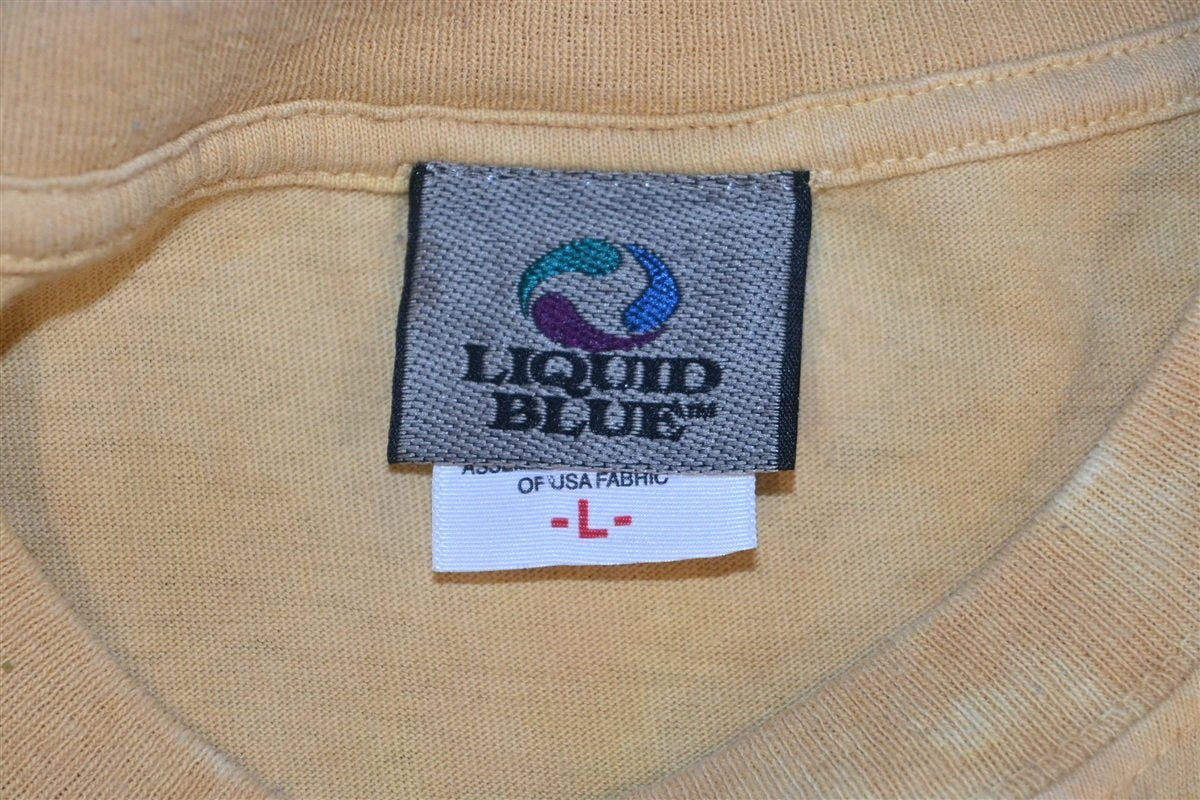 LIQUID
BLUE™
OF USA FABRIC
-L-